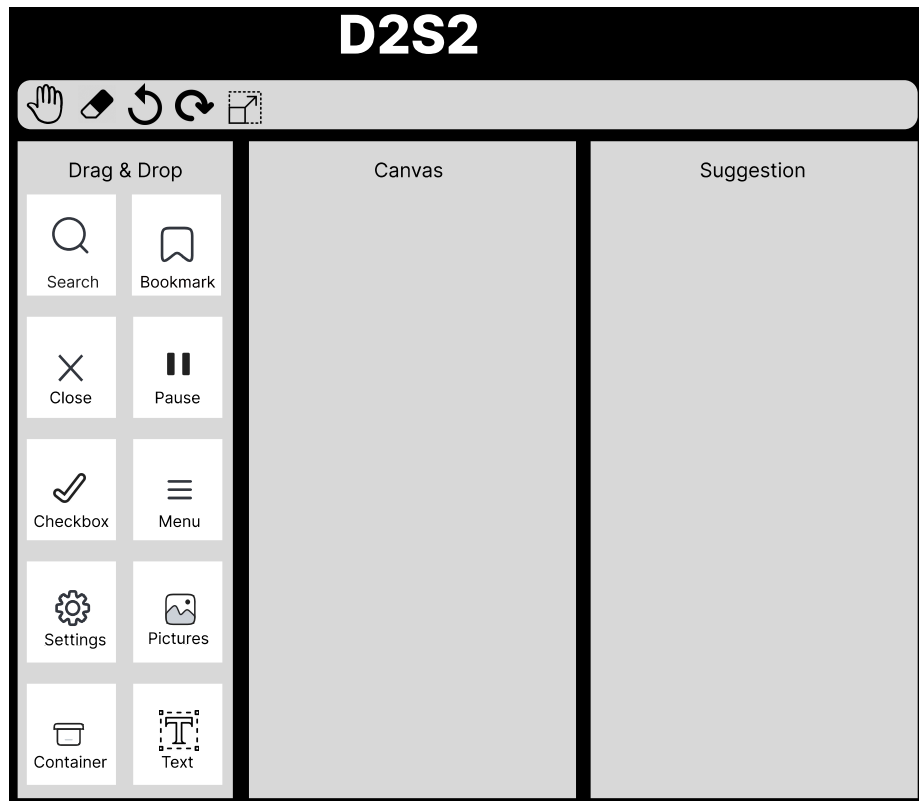 D2S2
Drag & Drop
Canvas
Suggestion
Search
Bookmark
Close
Pause
Checkbox
Menu
Settings
Pictures
Container
Text